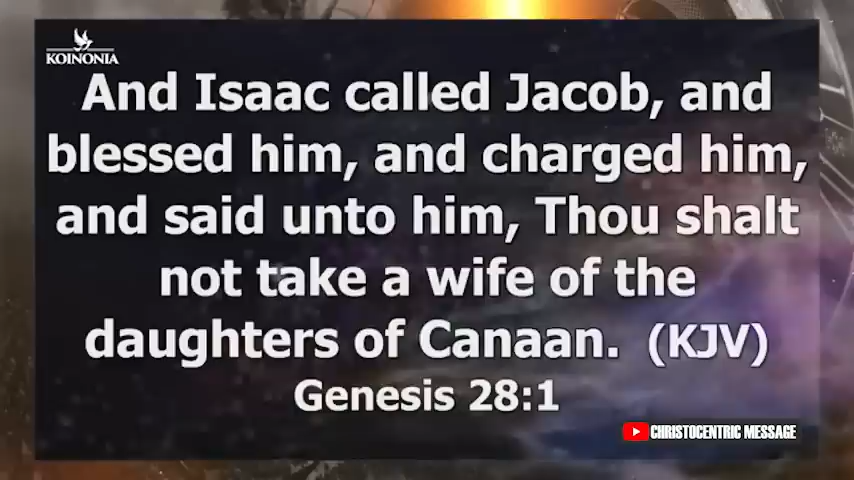 KOINONIA
And Isaac called Jacob, and
blessed him, and charged him,
and said unto him, Thou shalt
not take a wife of the
daughters of Canaan. (KJV)
Genesis 28:1
CHRISTOCENTRIC MESSAGE